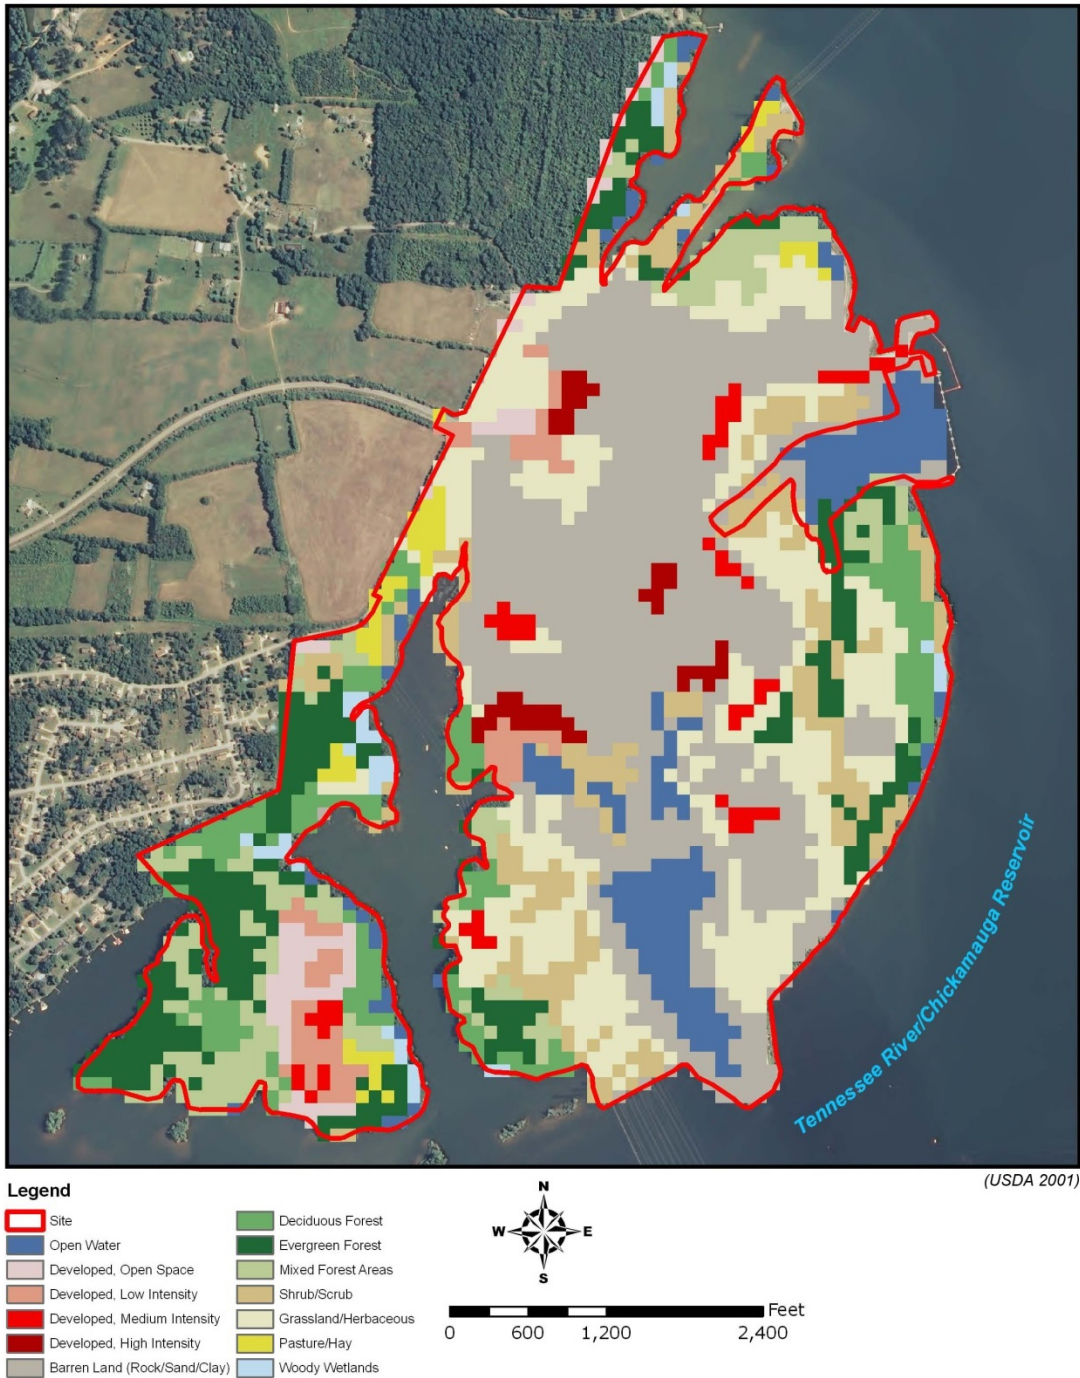 Tennessee River/Chickamauga Reservoir
(USDA 2001)
Legend
Site
Open Water
Developed, Open Space
Developed, Low Intensity
Developed, Medium Intensity
Developed, High Intensity
Barren Land (Rock/Sand/Clay)
Deciduous Forest
Evergreen Forest
Mixed Forest Areas
Shrub/Scrub
Grassland/Herbaceous
Pasture/Hay
Woody Wetlands
N
W E
S
Feet
0 600 1,200 2,400